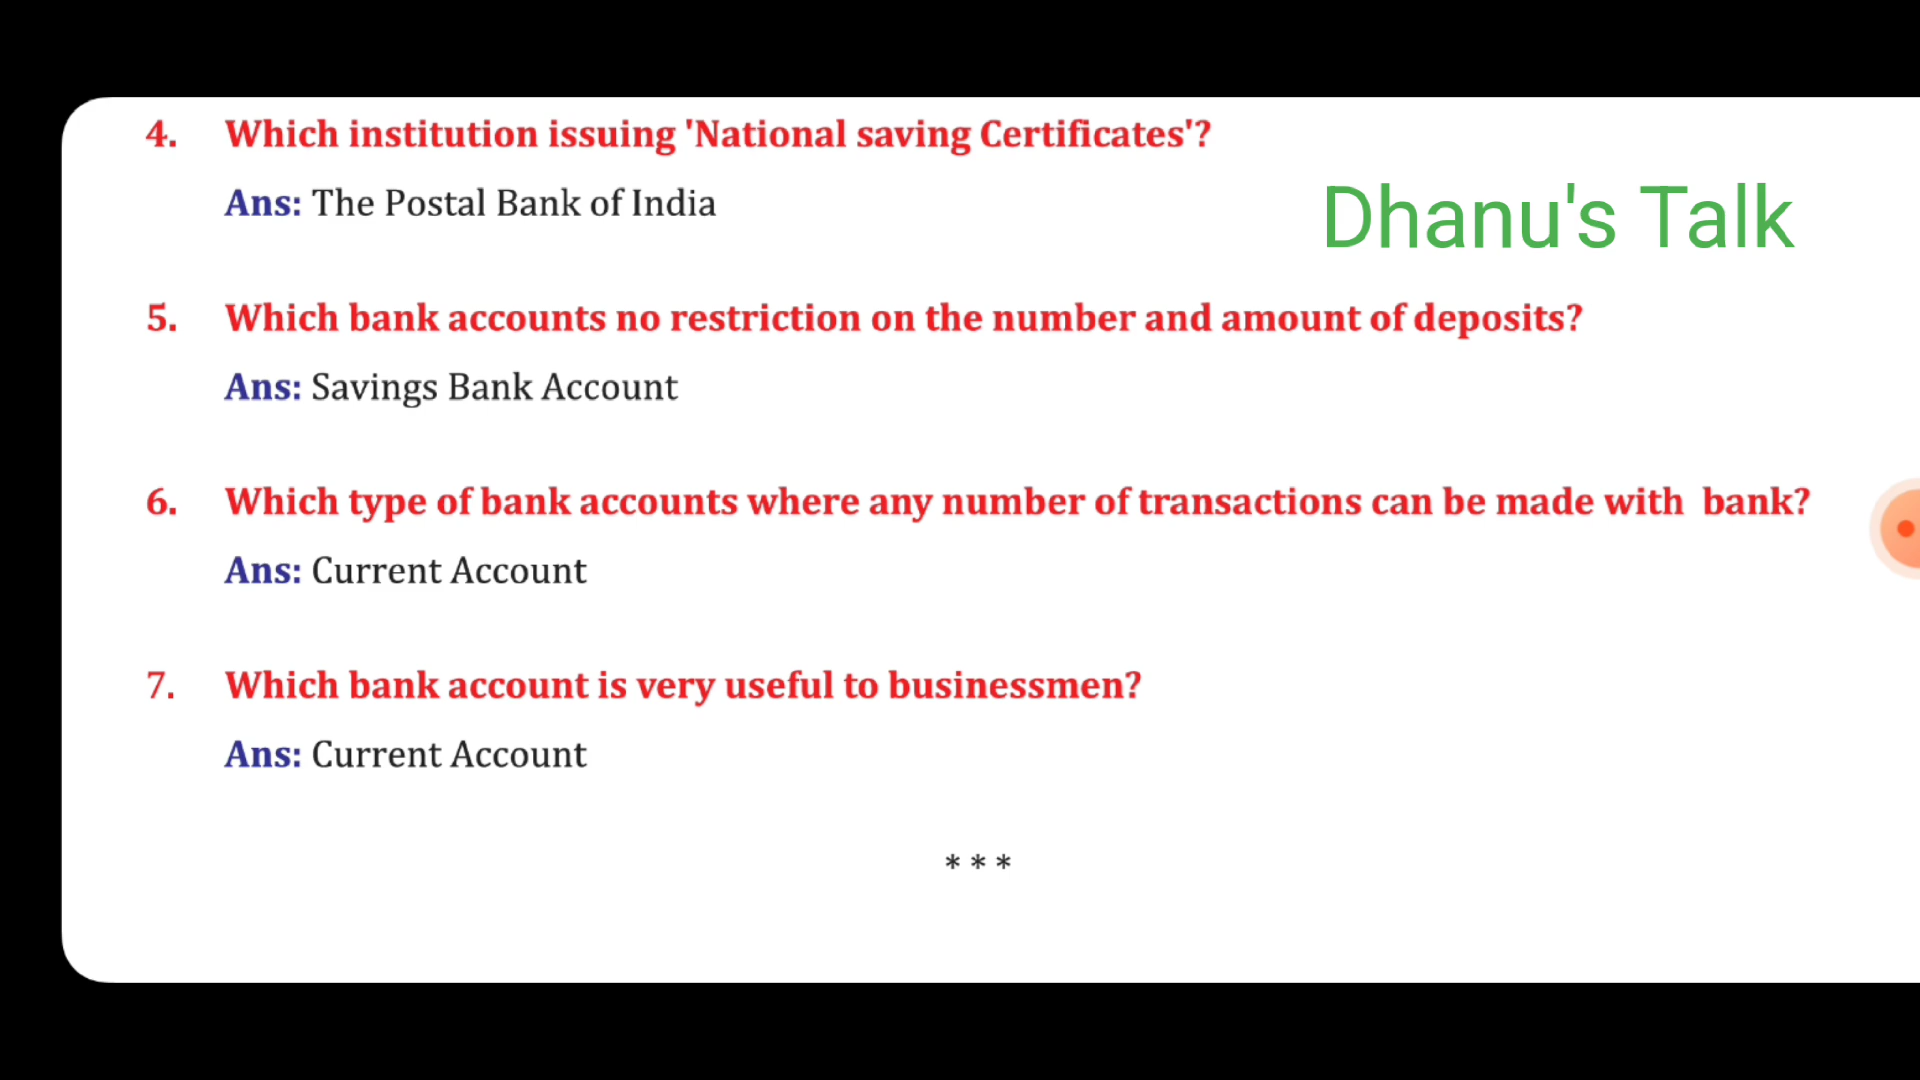 4. Which institution issuing 'National saving Certificates'?
Ans: The Postal Bank of India
Dhanu's Talk
5. Which bank accounts no restriction on the number and amount of deposits?
Ans: Savings Bank Account
6. Which type of bank accounts where any number of transactions can be made with bank?
Ans: Current Account
7. Which bank account is very useful to businessmen?
Ans: Current Account
* * *